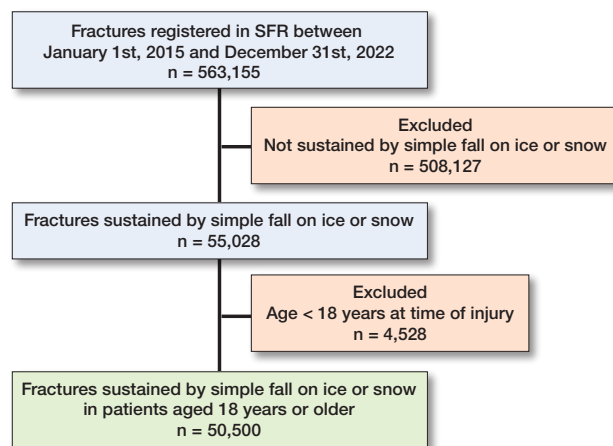 Fractures registered in SFR between
January 1st, 2015 and December 31st, 2022
n = 563,155
Excluded
Not sustained by simple fall on ice or snow
n = 508,127
Fractures sustained by simple fall on ice or snow
n = 55,028
Excluded
Age < 18 years at time of injury
n = 4,528
Fractures sustained by simple fall on ice or snow
in patients aged 18 years or older
n = 50,500